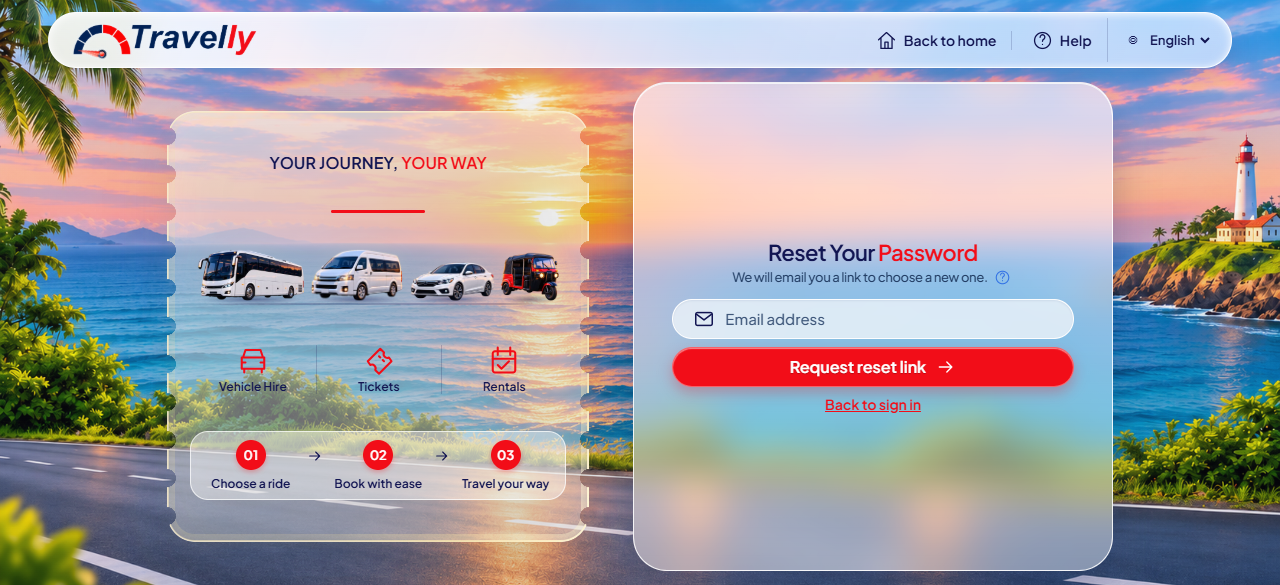 Travelly
Back to home
Help
English
YOUR JOURNEY, YOUR WAY
Vehicle Hire
Tickets
Rentals
01
02
03
Choose a ride
Book with ease
Travel your way
Reset Your Password
We will email you a link to choose a new one.
Email address
Request reset link
Back to sign in